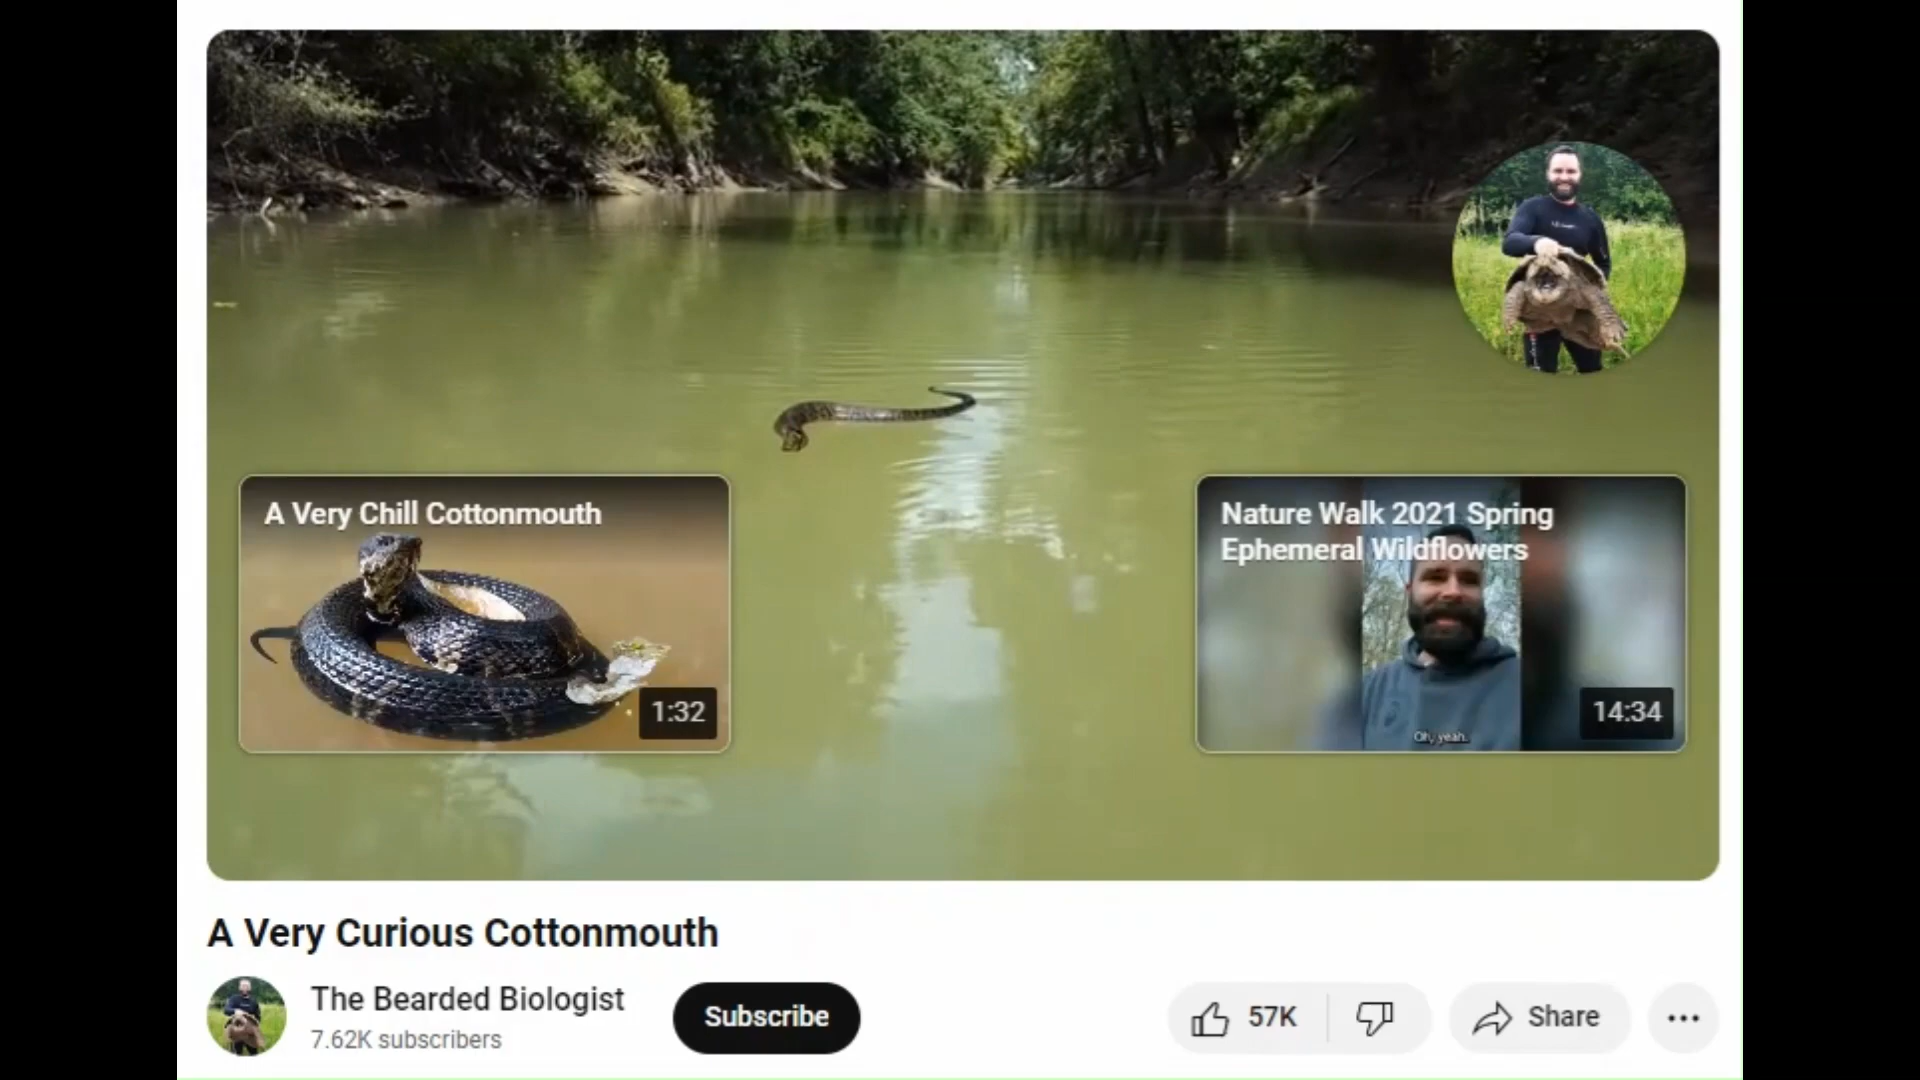 A Very Chill Cottonmouth
1:32
Nature Walk 2021 Spring
Ephemeral Wildflowers
Oh, yeah.
14:34
A Very Curious Cottonmouth
The Bearded Biologist
7.62K subscribers
Subscribe
57K
Share